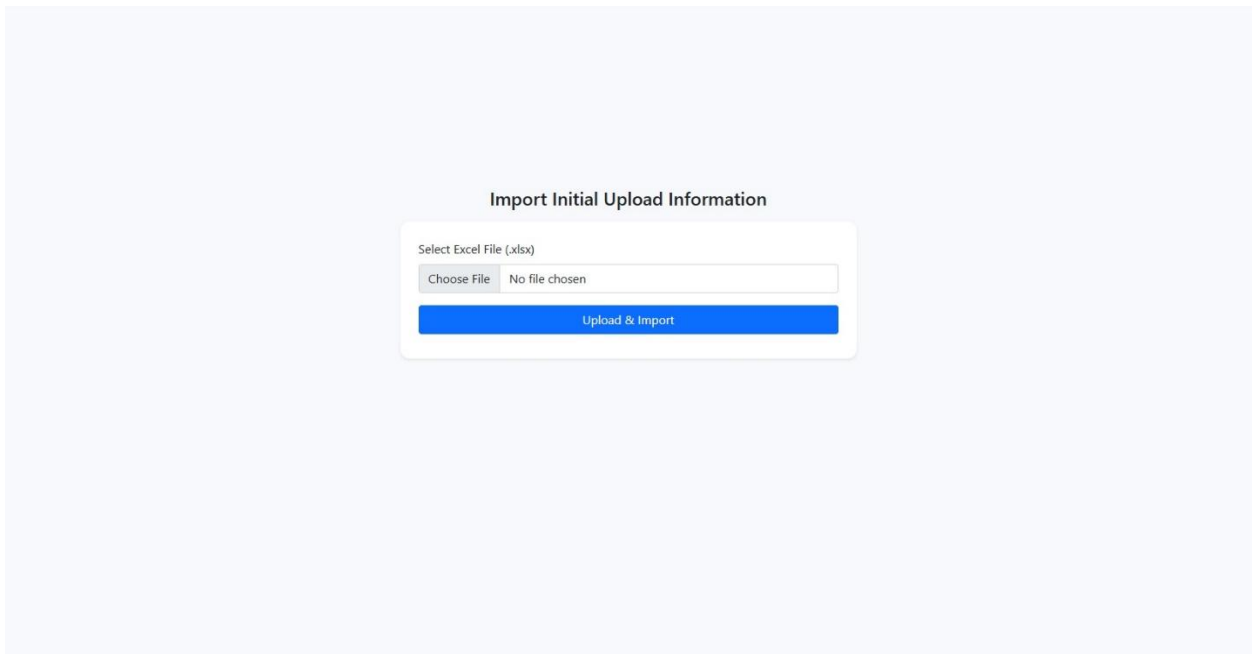 Import Initial Upload Information
Select Excel File (.xlsx)
Choose File No file chosen
Upload & Import